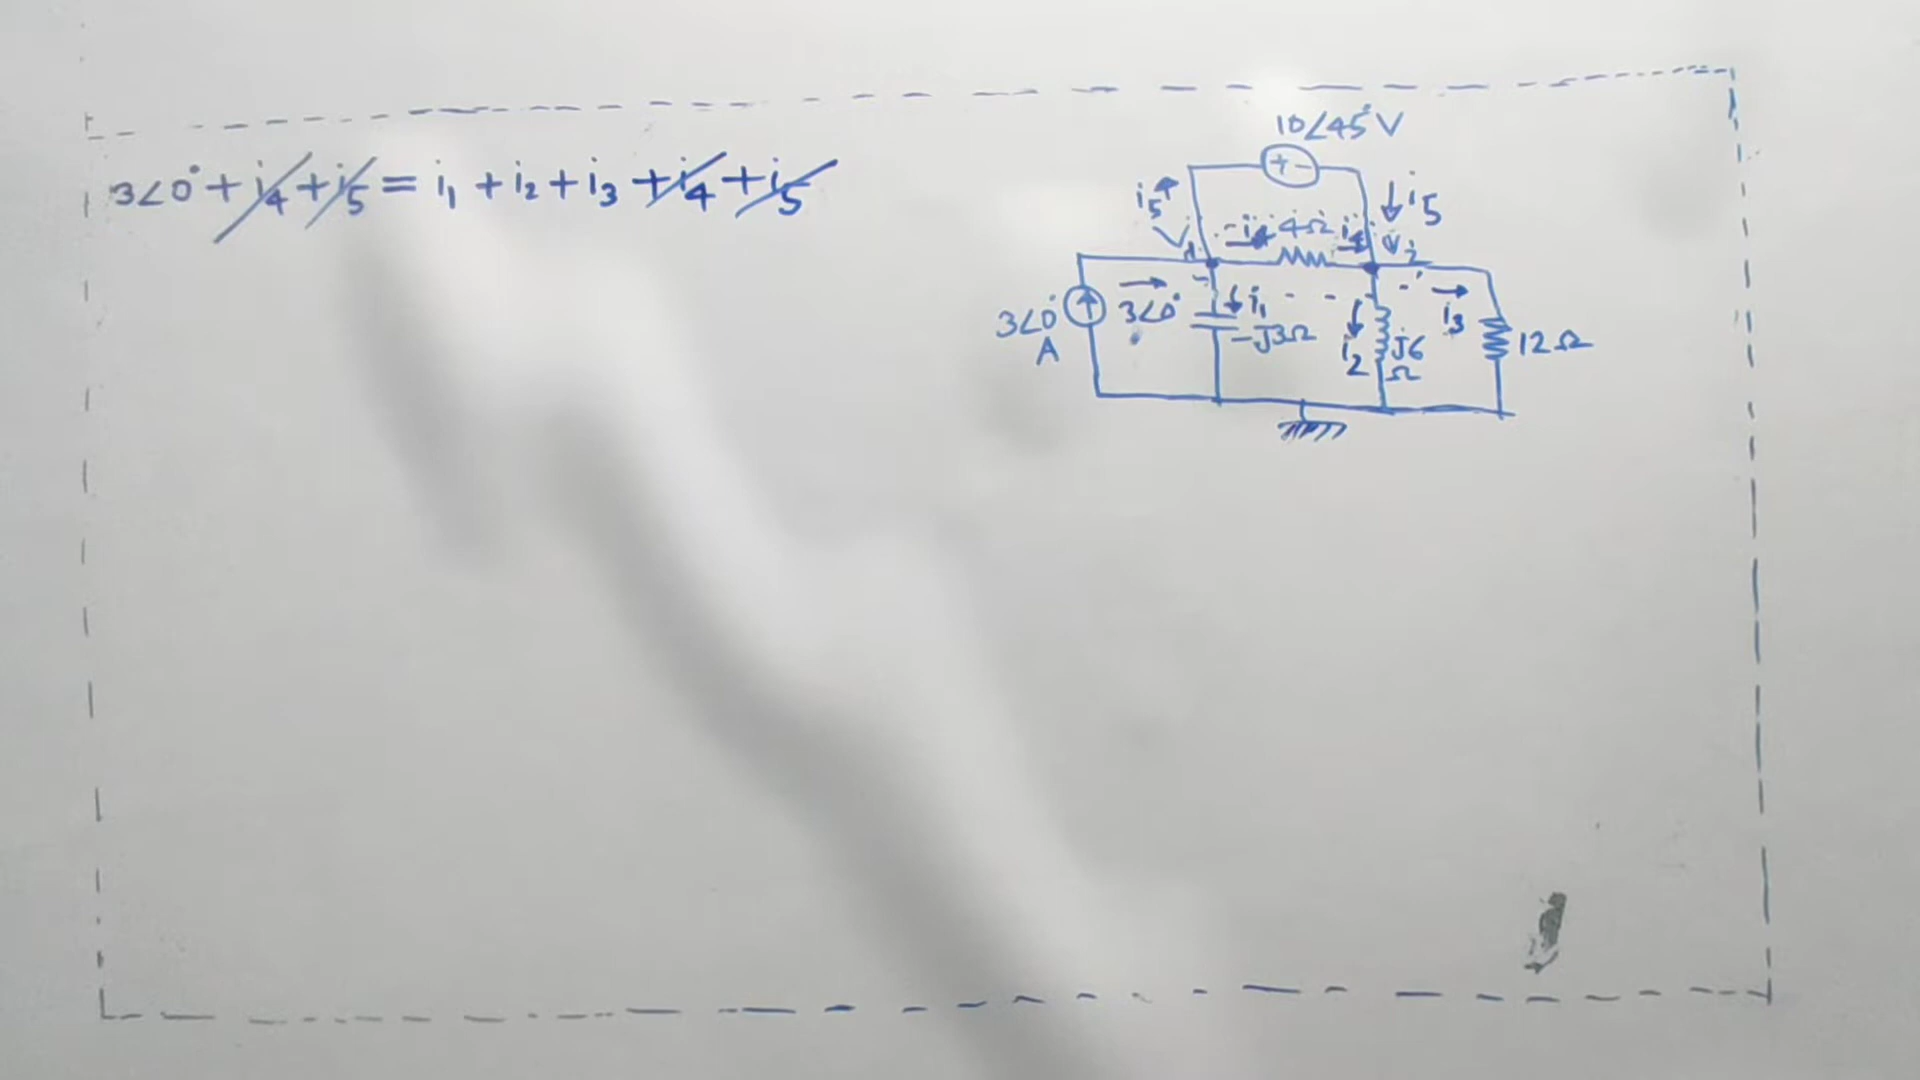 3∠0° + i4 + i5 = i1 + i2 + i3 + i4 + i5
10∠45° V
i5
i5
V1
i4 4Ω i4
V2
3∠0°
A
3∠0°
i1
-J3Ω
i2
J6
Ω
i3
12Ω